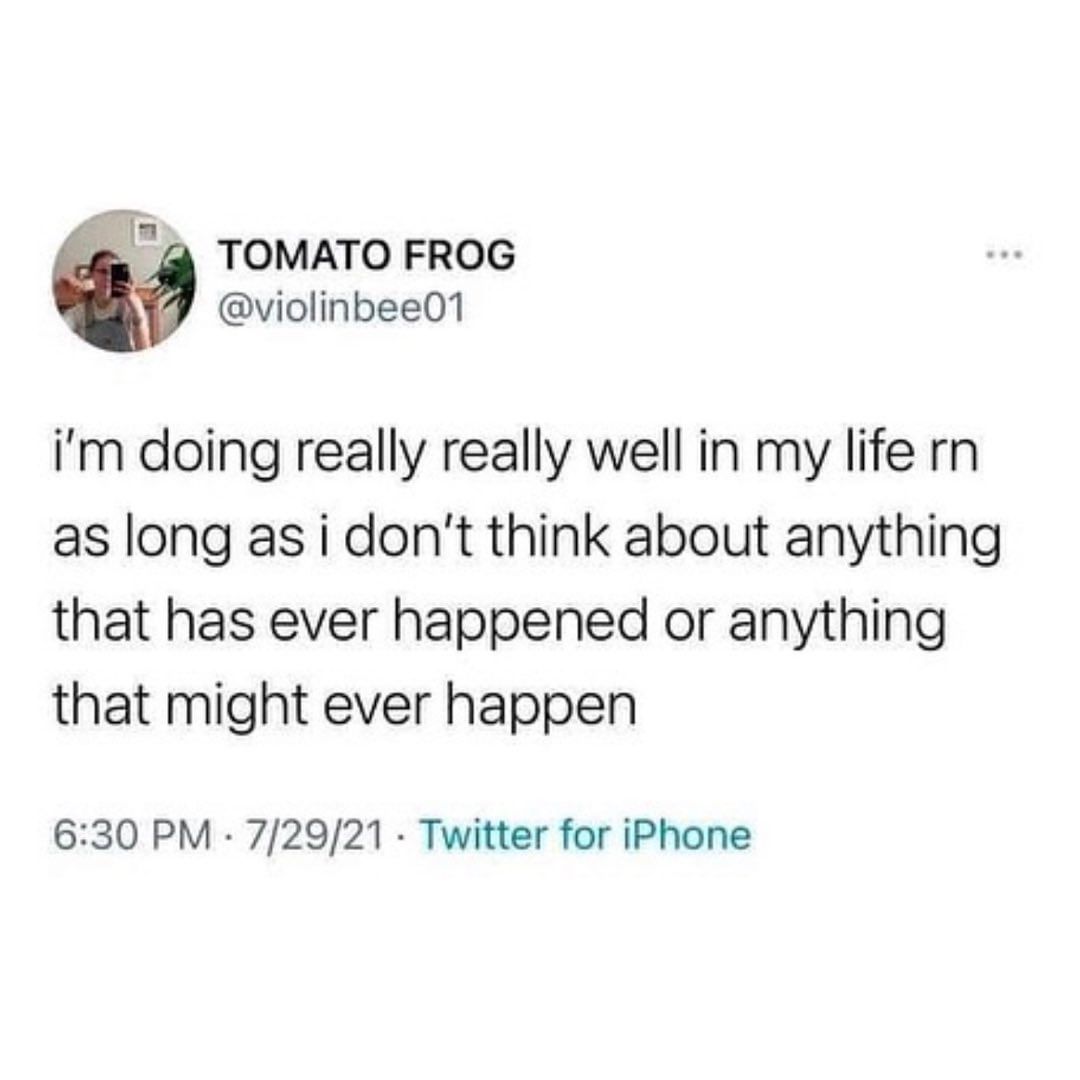 TOMATO FROG
@violinbee01
i'm doing really really well in my life rn
as long as i don't think about anything
that has ever happened or anything
that might ever happen
6:30 PM · 7/29/21 · Twitter for iPhone